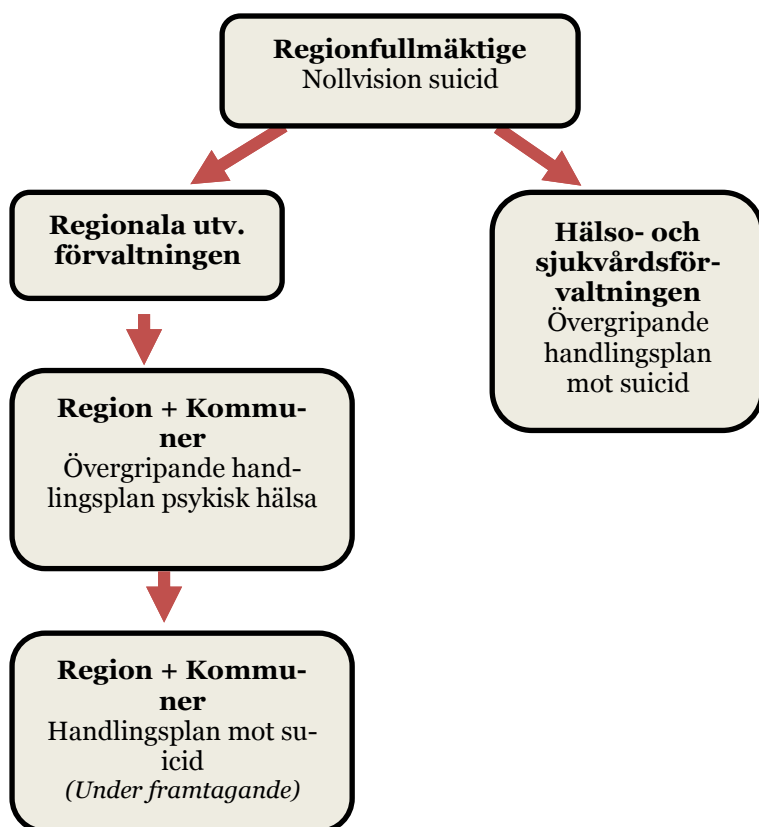 Regionfullmäktige
Nollvision suicid
Regionala utv.
förvaltningen
Hälso- och
sjukvårdsför-
valtningen
Övergripande
handlingsplan
mot suicid
Region + Kommu-
ner
Övergripande hand-
lingsplan psykisk hälsa
Region + Kommu-
ner
Handlingsplan mot su-
icid
(Under framtagande)